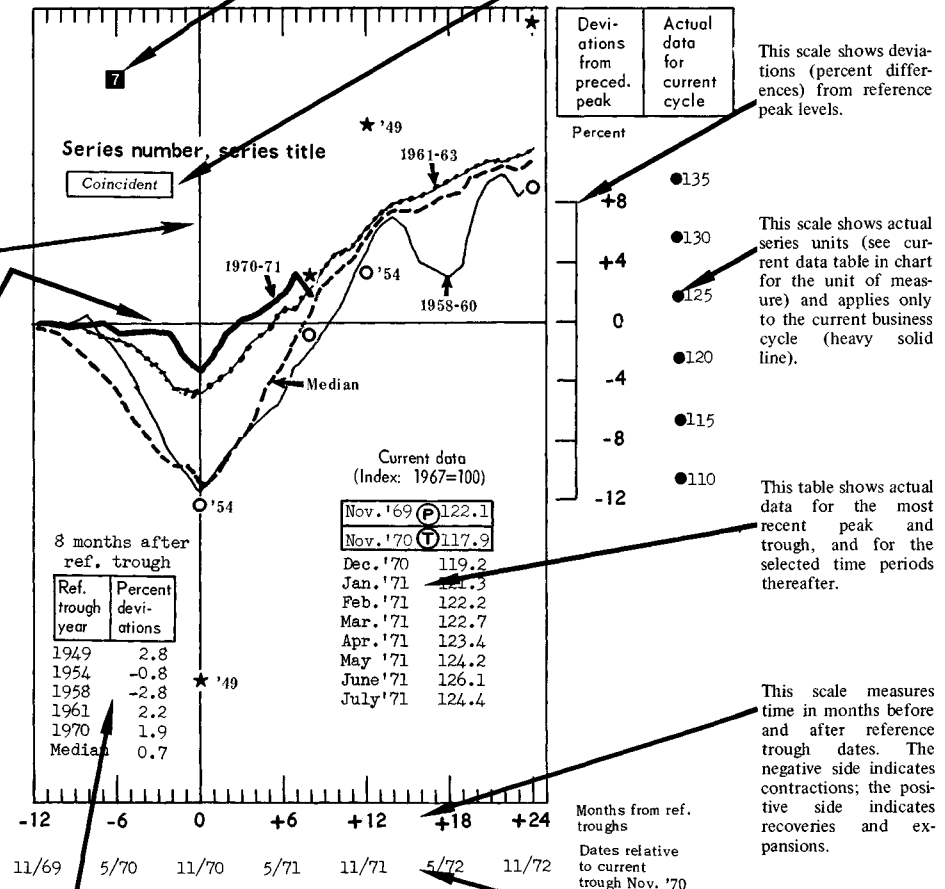 7
Series number, series title
Coincident
★ '49
1961-63
1970-71
'54
1958-60
Median
'54
★ '49
Devi-
ations
from
preced.
peak
Actual
data
for
current
cycle
Percent
+8
+4
0
-4
-8
-12
135
130
125
120
115
110
This scale shows devia-
tions (percent differ-
ences) from reference
peak levels.
This scale shows actual
series units (see cur-
rent data table in chart
for the unit of meas-
ure) and applies only
to the current business
cycle (heavy solid
line).
This table shows actual
data for the most
recent peak and
trough, and for the
selected time periods
thereafter.
This scale measures
time in months before
and after reference
trough dates. The
negative side indicates
contractions; the posi-
tive side indicates
recoveries and ex-
pansions.
Current data
(Index: 1967=100)
Nov.'69 Ⓟ 122.1
Nov.'70 Ⓣ 117.9
Dec.'70 119.2
Jan.'71 121.3
Feb.'71 122.2
Mar.'71 122.7
Apr.'71 123.4
May '71 124.2
June'71 126.1
July'71 124.4
8 months after
ref. trough
Ref.
trough
year
Percent
devi-
ations
1949 2.8
1954 -0.8
1958 -2.8
1961 2.2
1970 1.9
Median 0.7
-12 -6 0 +6 +12 +18 +24
Months from ref.
troughs
11/69 5/70 11/70 5/71 11/71 5/72 11/72
Dates relative
to current
trough Nov. '70